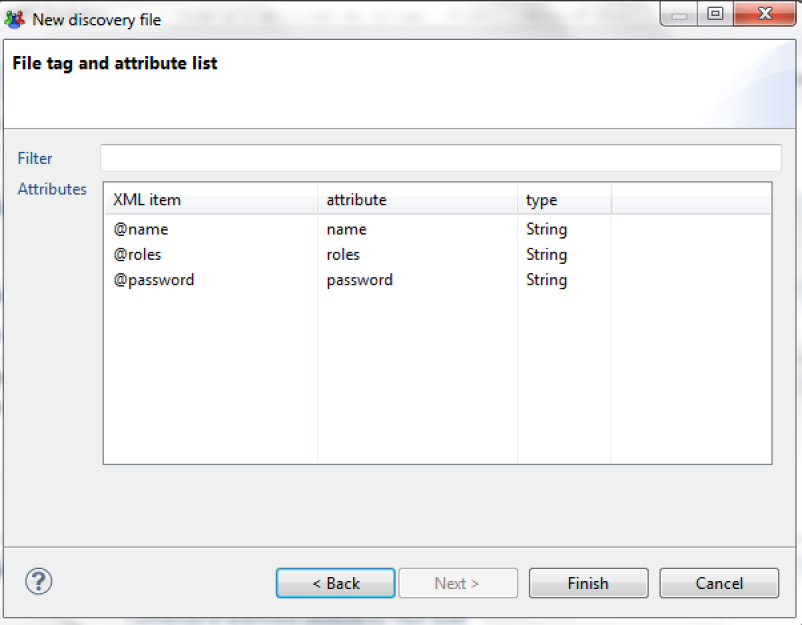 New discovery file
File tag and attribute list
Filter
Attributes
XML item attribute type
@name name String
@roles roles String
@password password String
? < Back Next > Finish Cancel